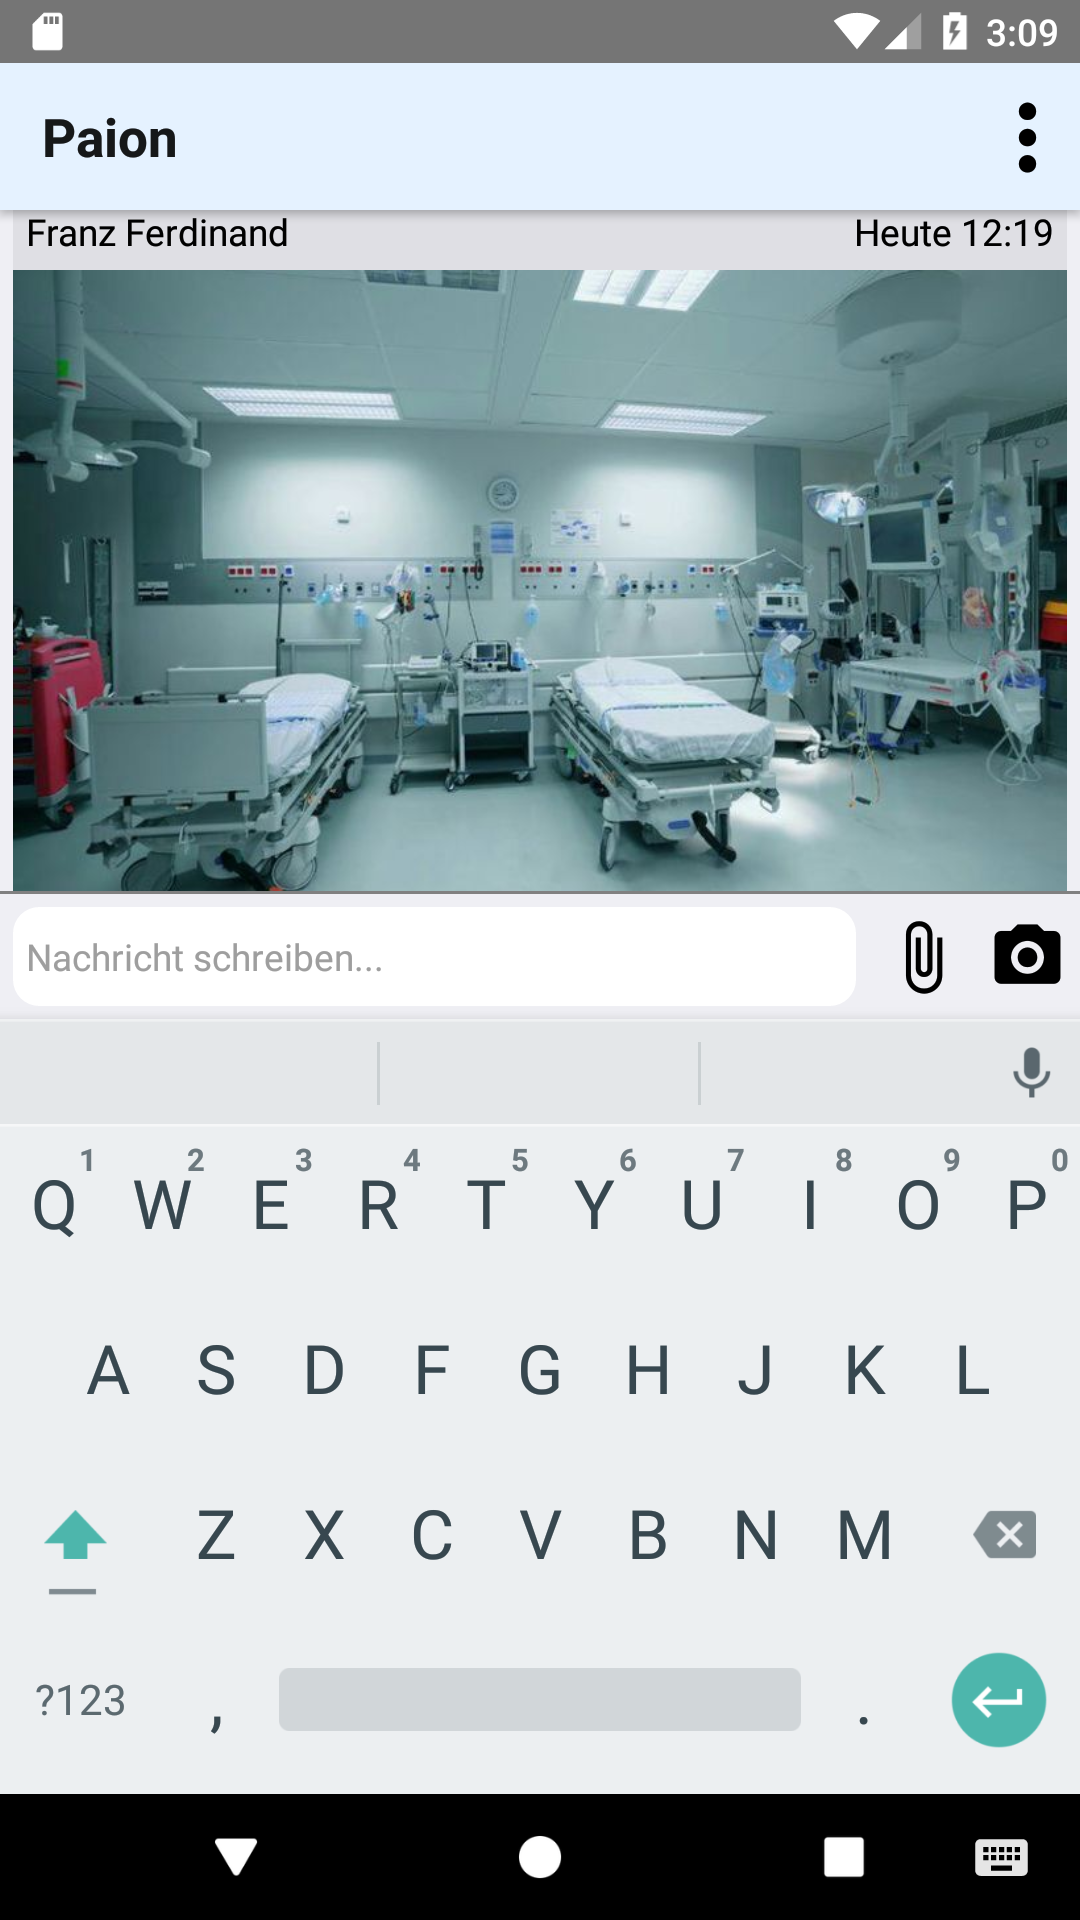 3:09
Paion
Franz Ferdinand Heute 12:19
Nachricht schreiben...
1 2 3 4 5 6 7 8 9 0
Q W E R T Y U I O P
A S D F G H J K L
Z X C V B N M
?123 , .